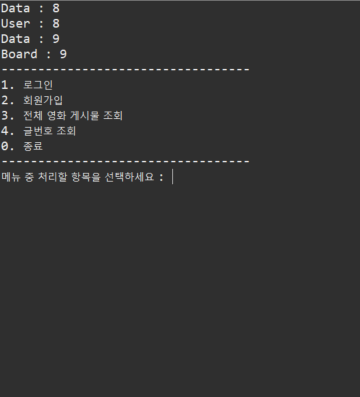 Data : 8
User : 8
Data : 9
Board : 9
----------------------------------
1. 로그인
2. 회원가입
3. 전체 영화 게시물 조회
4. 글번호 조회
0. 종료
----------------------------------
메뉴 중 처리할 항목을 선택하세요 :